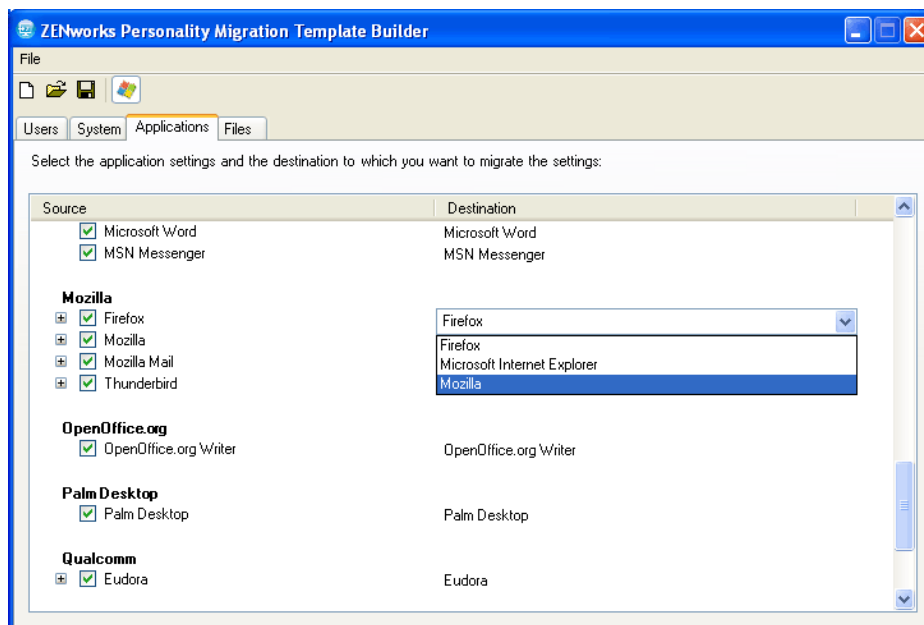 ZENworks Personality Migration Template Builder
File
Users System Applications Files
Select the application settings and the destination to which you want to migrate the settings:
Source Destination
Microsoft Word Microsoft Word
MSN Messenger MSN Messenger
Mozilla
Firefox Firefox
Mozilla Firefox
Mozilla Mail Microsoft Internet Explorer
Thunderbird Mozilla
OpenOffice.org
OpenOffice.org Writer OpenOffice.org Writer
Palm Desktop
Palm Desktop Palm Desktop
Qualcomm
Eudora Eudora